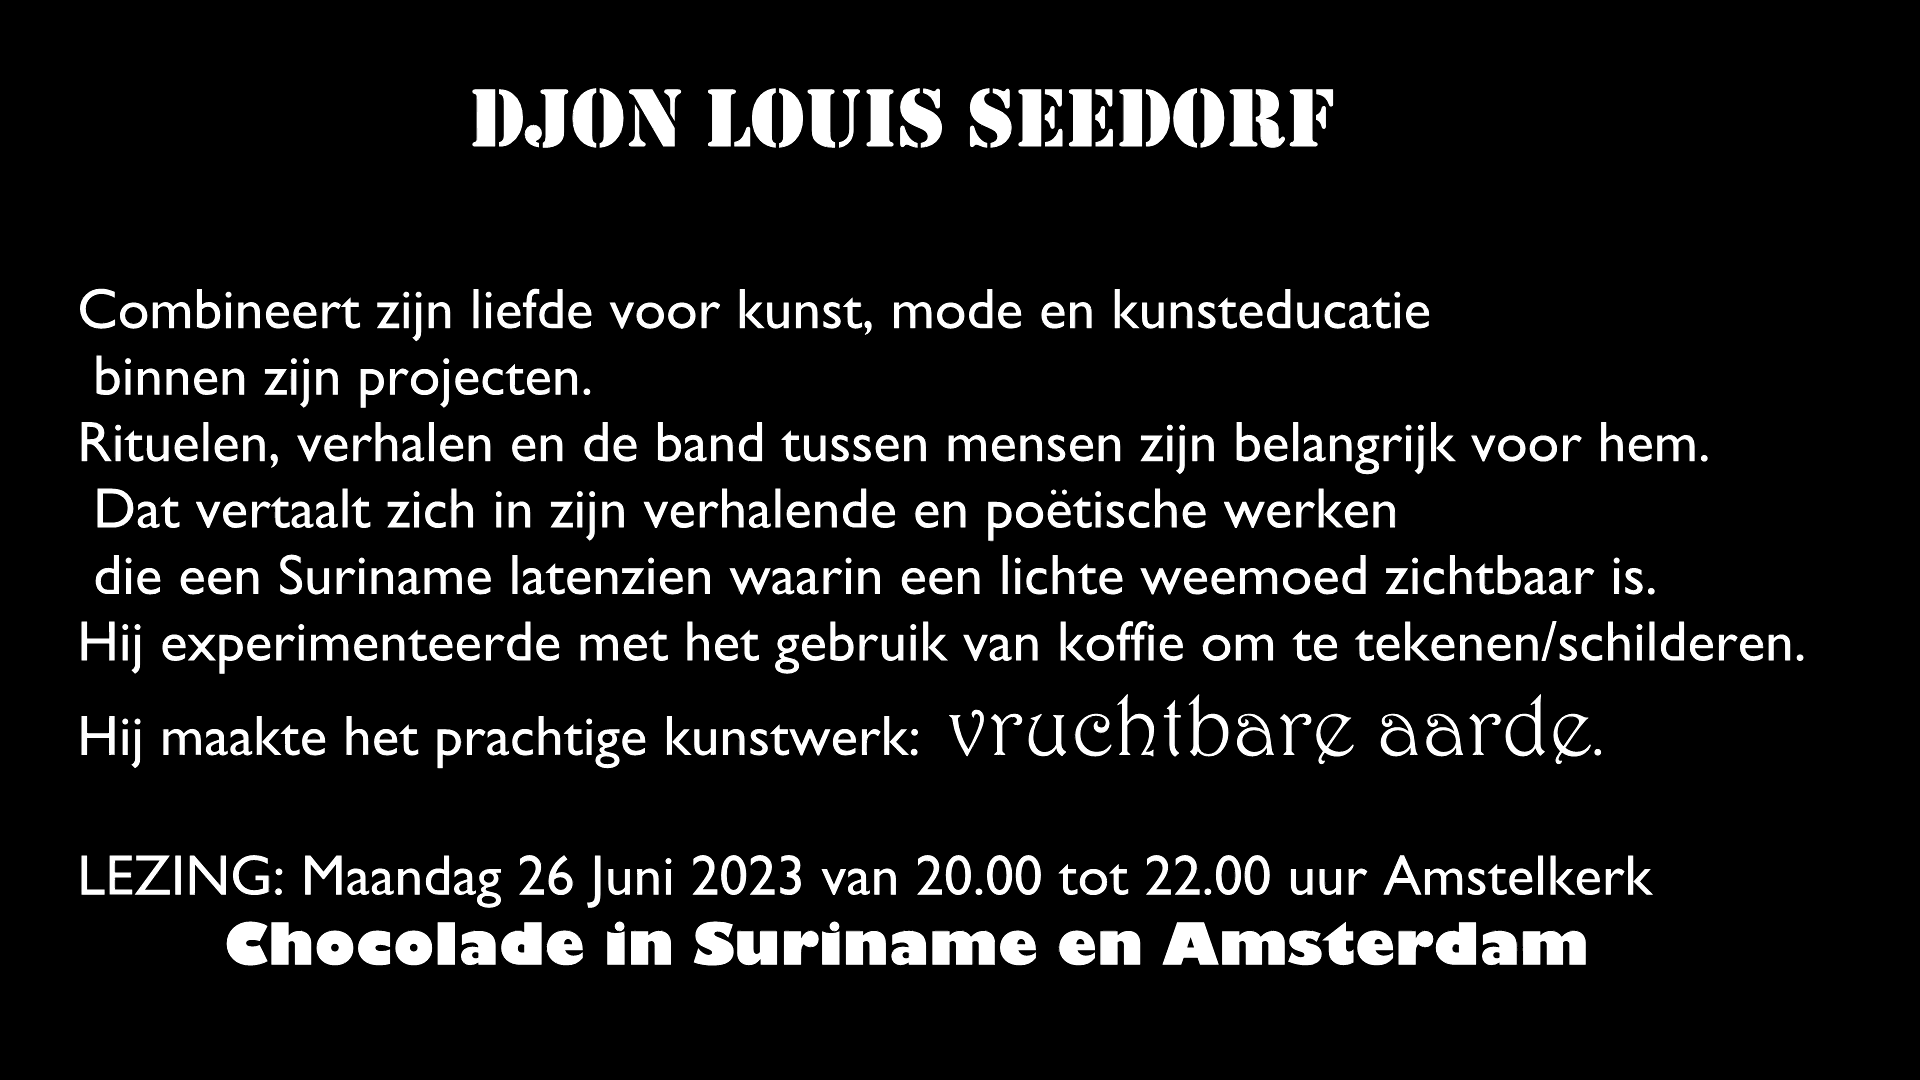 DJON LOUIS SEEDORF
Combineert zijn liefde voor kunst, mode en kunsteducatie
binnen zijn projecten.
Rituelen, verhalen en de band tussen mensen zijn belangrijk voor hem.
Dat vertaalt zich in zijn verhalende en poëtische werken
die een Suriname latenzien waarin een lichte weemoed zichtbaar is.
Hij experimenteerde met het gebruik van koffie om te tekenen/schilderen.
Hij maakte het prachtige kunstwerk: vruchtbare aarde.
LEZING: Maandag 26 Juni 2023 van 20.00 tot 22.00 uur Amstelkerk
Chocolade in Suriname en Amsterdam